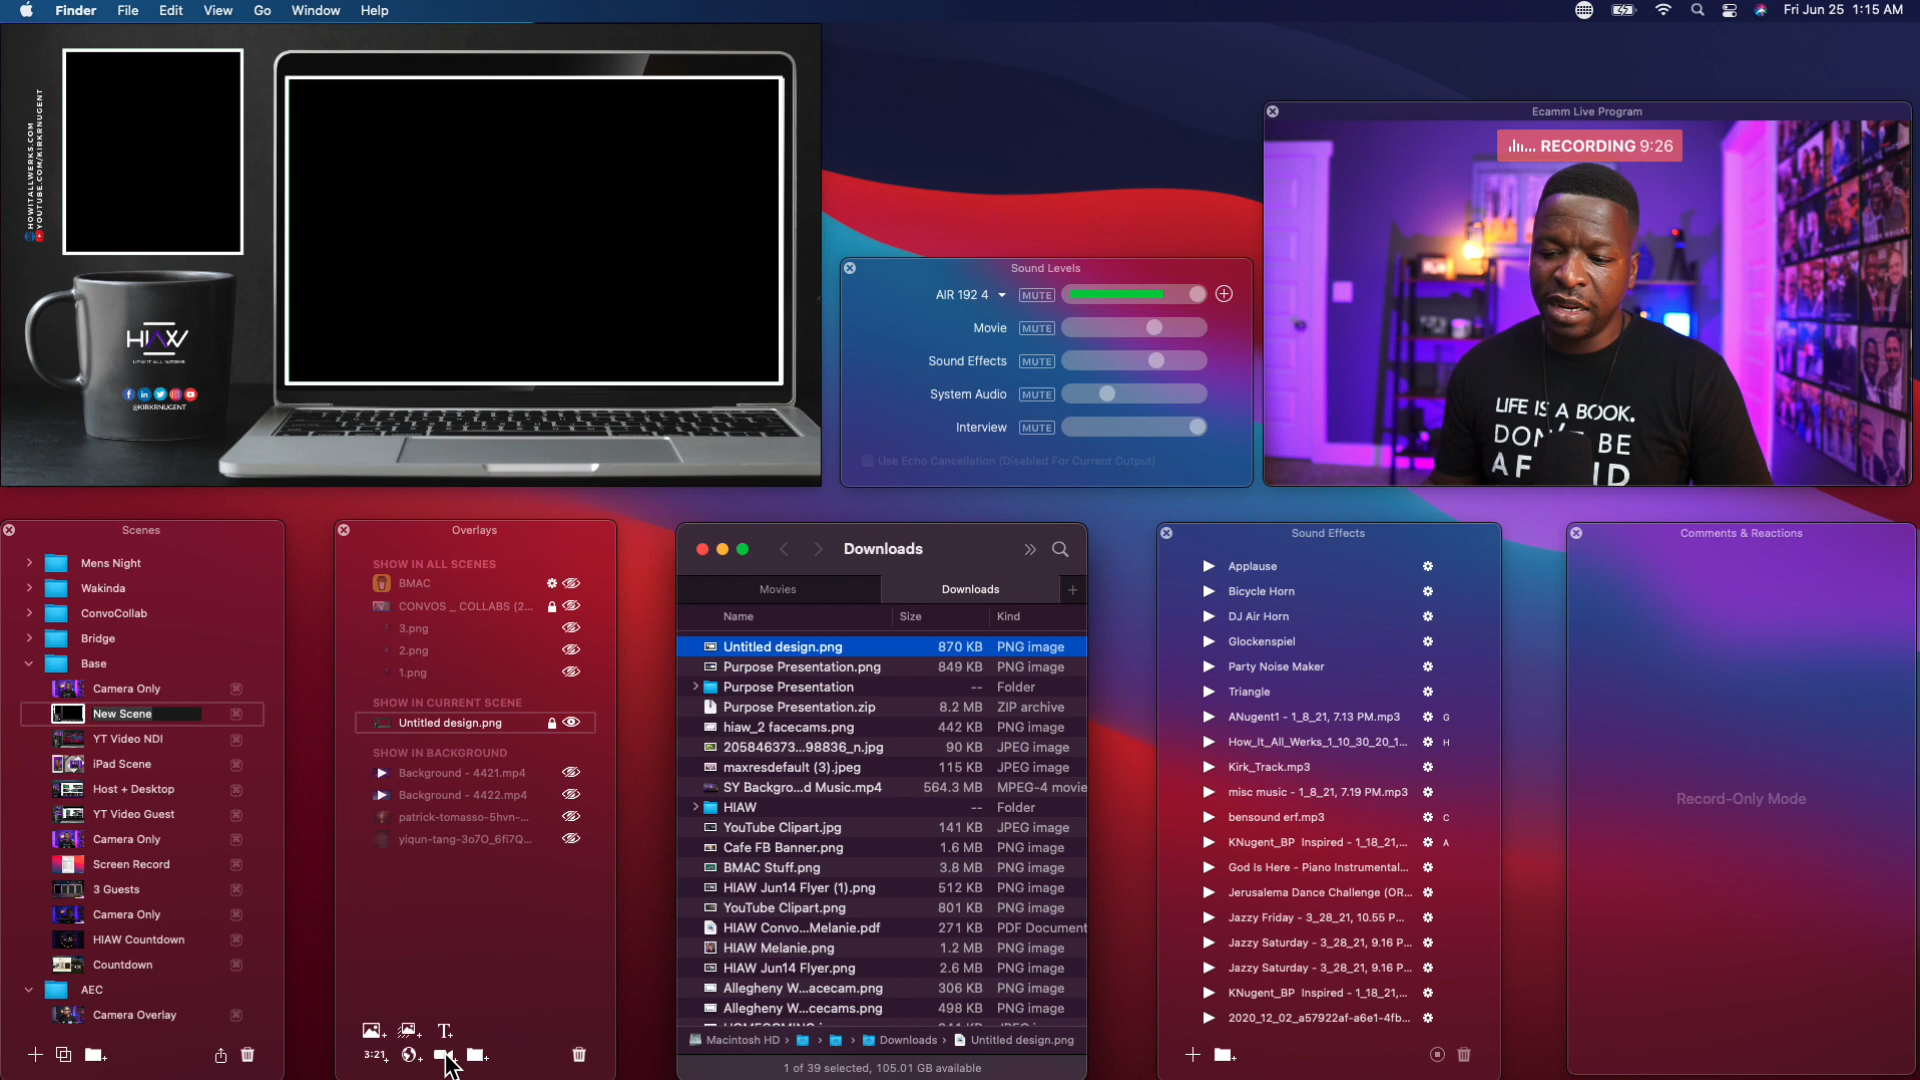 Finder File Edit View Go Window Help
Fri Jun 25 1:15 AM
HOWITALLWERKS.COM
YOUTUBE.COM/KIRKRNUGENT
HIAW
@KIRKRNUGENT
Sound Levels
AIR 192 4 MUTE
Movie MUTE
Sound Effects MUTE
System Audio MUTE
Interview MUTE
Use Echo Cancellation (Disabled For Current Output)
Ecamm Live Program
RECORDING 9:26
LIFE IS A BOOK.
DON'T BE
Scenes
Mens Night
Wakinda
ConvoCollab
Bridge
Base
Camera Only
New Scene
YT Video NDI
iPad Scene
Host + Desktop
YT Video Guest
Camera Only
Screen Record
3 Guests
Camera Only
HIAW Countdown
Countdown
AEC
Camera Overlay
Overlays
SHOW IN ALL SCENES
BMAC
CONVOS _ COLLABS (2...
3.png
2.png
1.png
SHOW IN CURRENT SCENE
Untitled design.png
SHOW IN BACKGROUND
Background - 4421.mp4
Background - 4422.mp4
patrick-tomasso-5hvn-...
yiqun-tang-3o7O_6fi7Q...
3:21
Downloads
Movies Downloads
Name Size Kind
Untitled design.png 870 KB PNG image
Purpose Presentation.png 849 KB PNG image
Purpose Presentation -- Folder
Purpose Presentation.zip 8.2 MB ZIP archive
hiaw_2 facecams.png 442 KB PNG image
205846373...98836_n.jpg 90 KB JPEG image
maxresdefault (3).jpeg 115 KB JPEG image
SY Backgro...d Music.mp4 564.3 MB MPEG-4 movie
HIAW -- Folder
YouTube Clipart.jpg 141 KB JPEG image
Cafe FB Banner.png 1.6 MB PNG image
BMAC Stuff.png 3.8 MB PNG image
HIAW Jun14 Flyer (1).png 512 KB PNG image
YouTube Clipart.png 801 KB PNG image
HIAW Convo...Melanie.pdf 271 KB PDF Document
HIAW Melanie.png 1.2 MB PNG image
HIAW Jun14 Flyer.png 2.6 MB PNG image
Allegheny W...acecam.png 306 KB PNG image
Allegheny W...cecams.png 498 KB PNG image
Macintosh HD › › › Downloads › Untitled design.png
1 of 39 selected, 105.01 GB available
Sound Effects
Applause
Bicycle Horn
DJ Air Horn
Glockenspiel
Party Noise Maker
Triangle
ANugent1 - 1_8_21, 7.13 PM.mp3 G
How_It_All_Werks_1_10_30_20_1... H
Kirk_Track.mp3
misc music - 1_8_21, 7.19 PM.mp3
bensound erf.mp3 C
KNugent_BP Inspired - 1_18_21,... A
God Is Here - Piano Instrumental...
Jerusalema Dance Challenge (OR...
Jazzy Friday - 3_28_21, 10.55 P...
Jazzy Saturday - 3_28_21, 9.16 P...
Jazzy Saturday - 3_28_21, 9.16 P...
KNugent_BP Inspired - 1_18_21,...
2020_12_02_a57922af-a6e1-4fb...
Comments & Reactions
Record-Only Mode